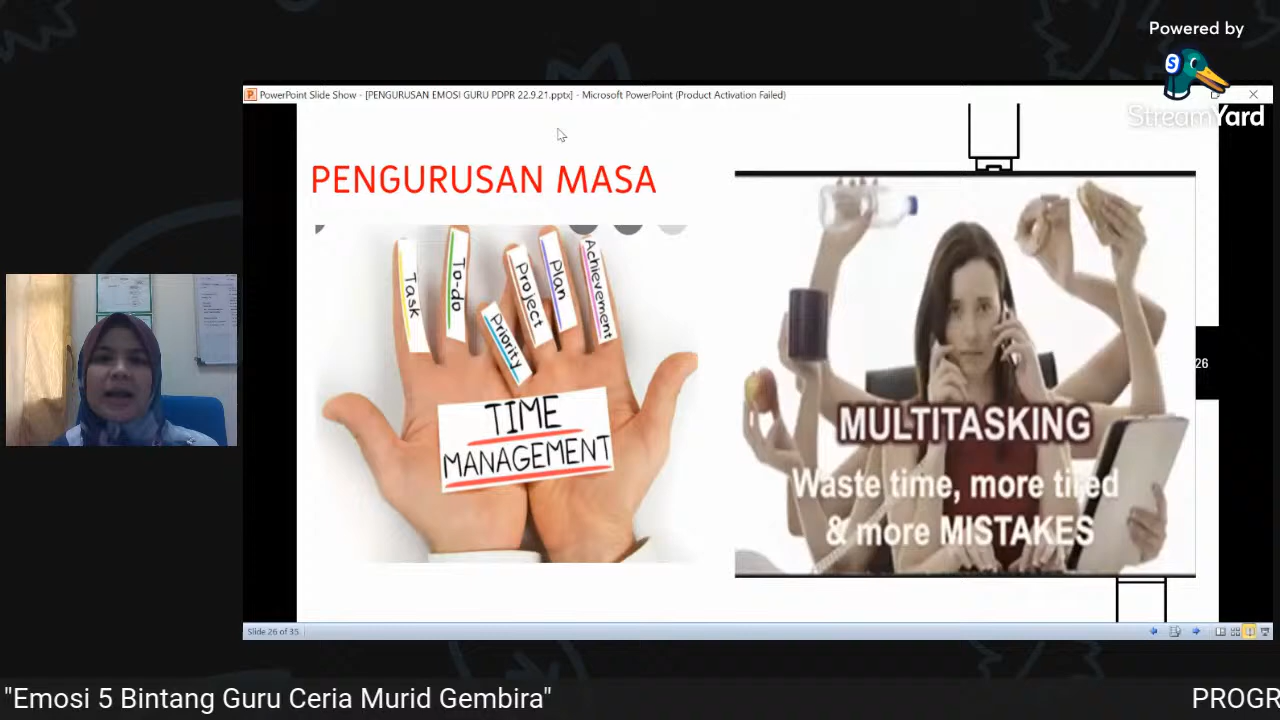 Powered by
S
StreamYard
PowerPoint Slide Show - [PENGURUSAN EMOSI GURU PDPR 22.9.21.pptx] - Microsoft PowerPoint (Product Activation Failed)
PENGURUSAN MASA
Task
To-do
Priority
Project
Plan
Achievement
TIME
MANAGEMENT
MULTITASKING
Waste time, more tired
& more MISTAKES
26
Slide 26 of 35
"Emosi 5 Bintang Guru Ceria Murid Gembira"
PROGR